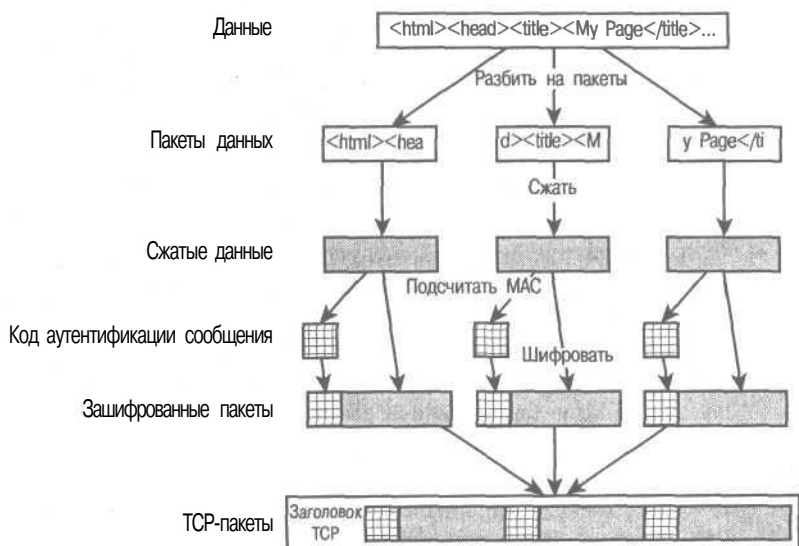 Данные
<html><head><title><My Page</title>...
Разбить на пакеты
Пакеты данных
<html><hea
d><title><M
y Page</ti
Сжать
Сжатые данные
Подсчитать MAC
Код аутентификации сообщения
Шифровать
Зашифрованные пакеты
TCP-пакеты
Заголовок
TCP